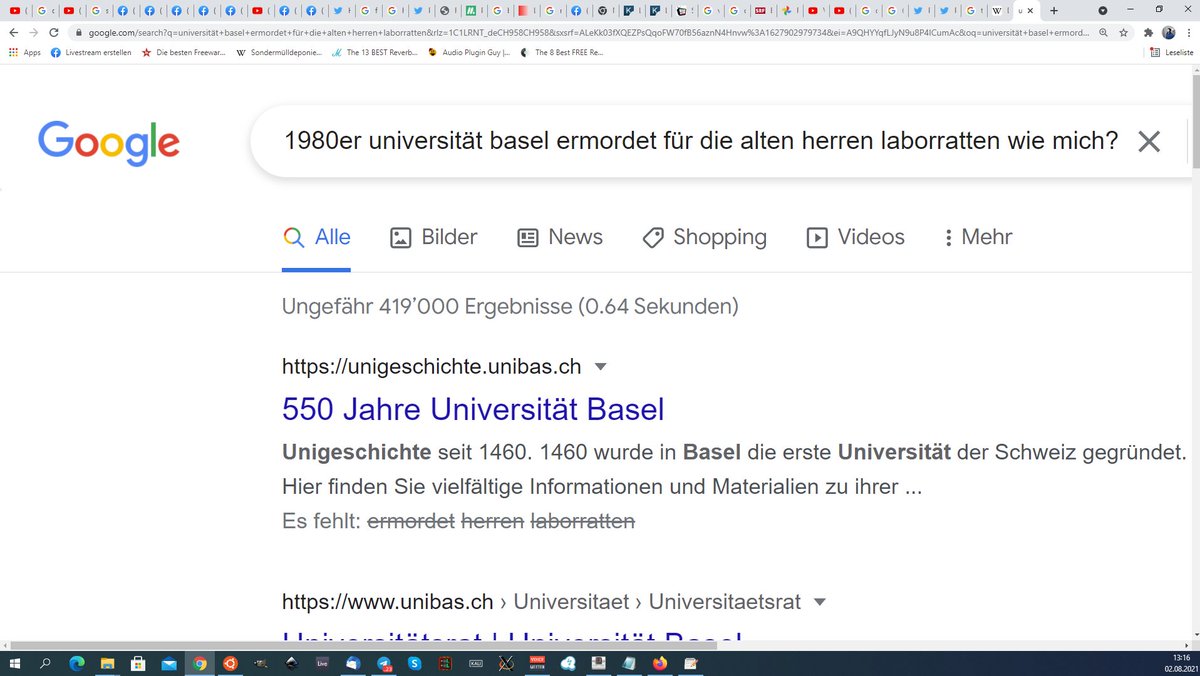 google.com/search?q=universität+basel+ermordet+für+die+alten+herren+laborratten&rlz=1C1LRNT_deCH958CH958&sxsrf=ALeKk03fXQEZPsQqoFW70fB56aznN4Hnvw%3A1627902979734&ei=A9QHYYqfLJyN9u8P4ICumAc&oq=universität+basel+ermord...
Apps Livestream erstellen Die besten Freewar... Sondermülldeponie... The 13 BEST Reverb... Audio Plugin Guy |... The 8 Best FREE Re... Leseliste
Google
1980er universität basel ermordet für die alten herren laborratten wie mich?
Alle Bilder News Shopping Videos Mehr
Ungefähr 419’000 Ergebnisse (0.64 Sekunden)
https://unigeschichte.unibas.ch
550 Jahre Universität Basel
Unigeschichte seit 1460. 1460 wurde in Basel die erste Universität der Schweiz gegründet.
Hier finden Sie vielfältige Informationen und Materialien zu ihrer ...
Es fehlt: ermordet herren laborratten
https://www.unibas.ch › Universitaet › Universitaetsrat
Universitätsrat | Universität Basel
13:16
02.08.2021